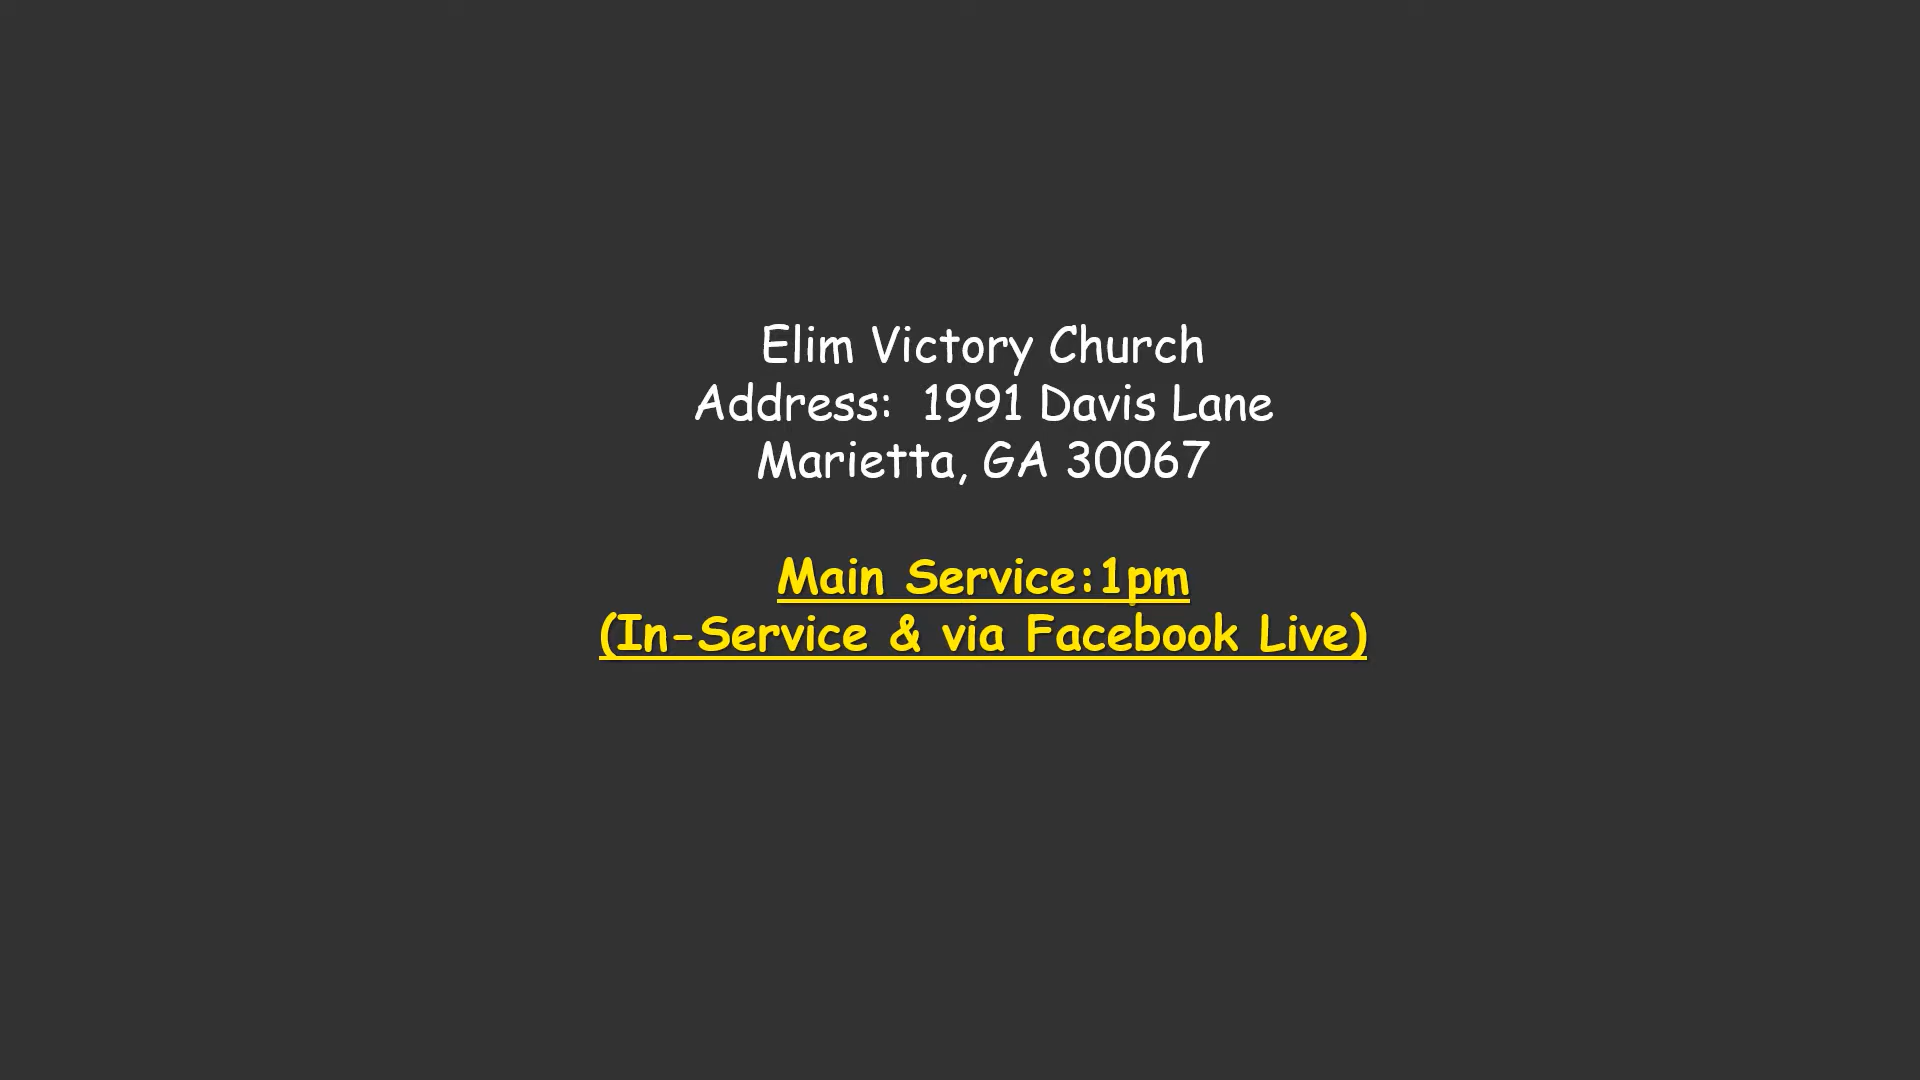 Elim Victory Church
Address:  1991 Davis Lane
Marietta, GA 30067
Main Service:1pm
(In-Service & via Facebook Live)